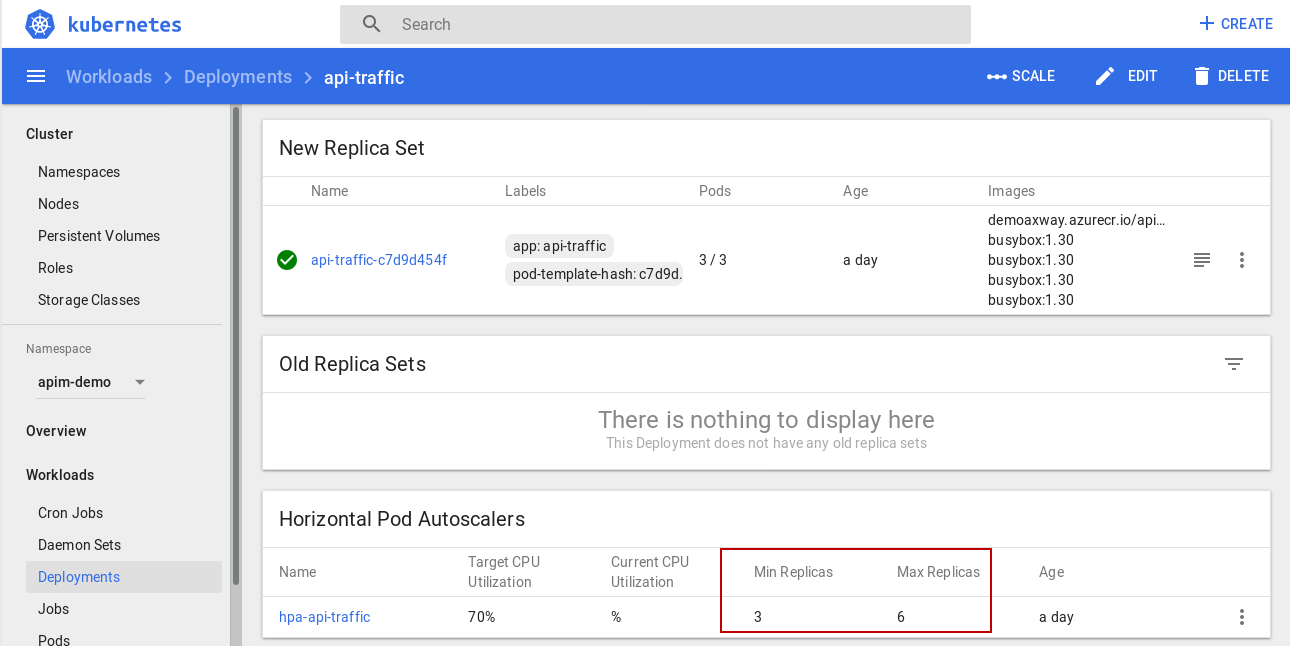 kubernetes
Search
CREATE
Workloads
Deployments
api-traffic
SCALE
EDIT
DELETE
Cluster
Namespaces
Nodes
Persistent Volumes
Roles
Storage Classes
Namespace
apim-demo
Overview
Workloads
Cron Jobs
Daemon Sets
Deployments
Jobs
Pods
New Replica Set
Name Labels Pods Age Images
api-traffic-c7d9d454f
app: api-traffic
pod-template-hash: c7d9d.
3 / 3
a day
demoaxway.azurecr.io/api...
busybox:1.30
busybox:1.30
busybox:1.30
busybox:1.30
Old Replica Sets
There is nothing to display here
This Deployment does not have any old replica sets
Horizontal Pod Autoscalers
Name
Target CPU
Utilization
Current CPU
Utilization
Min Replicas
Max Replicas
Age
hpa-api-traffic 70% % 3 6 a day